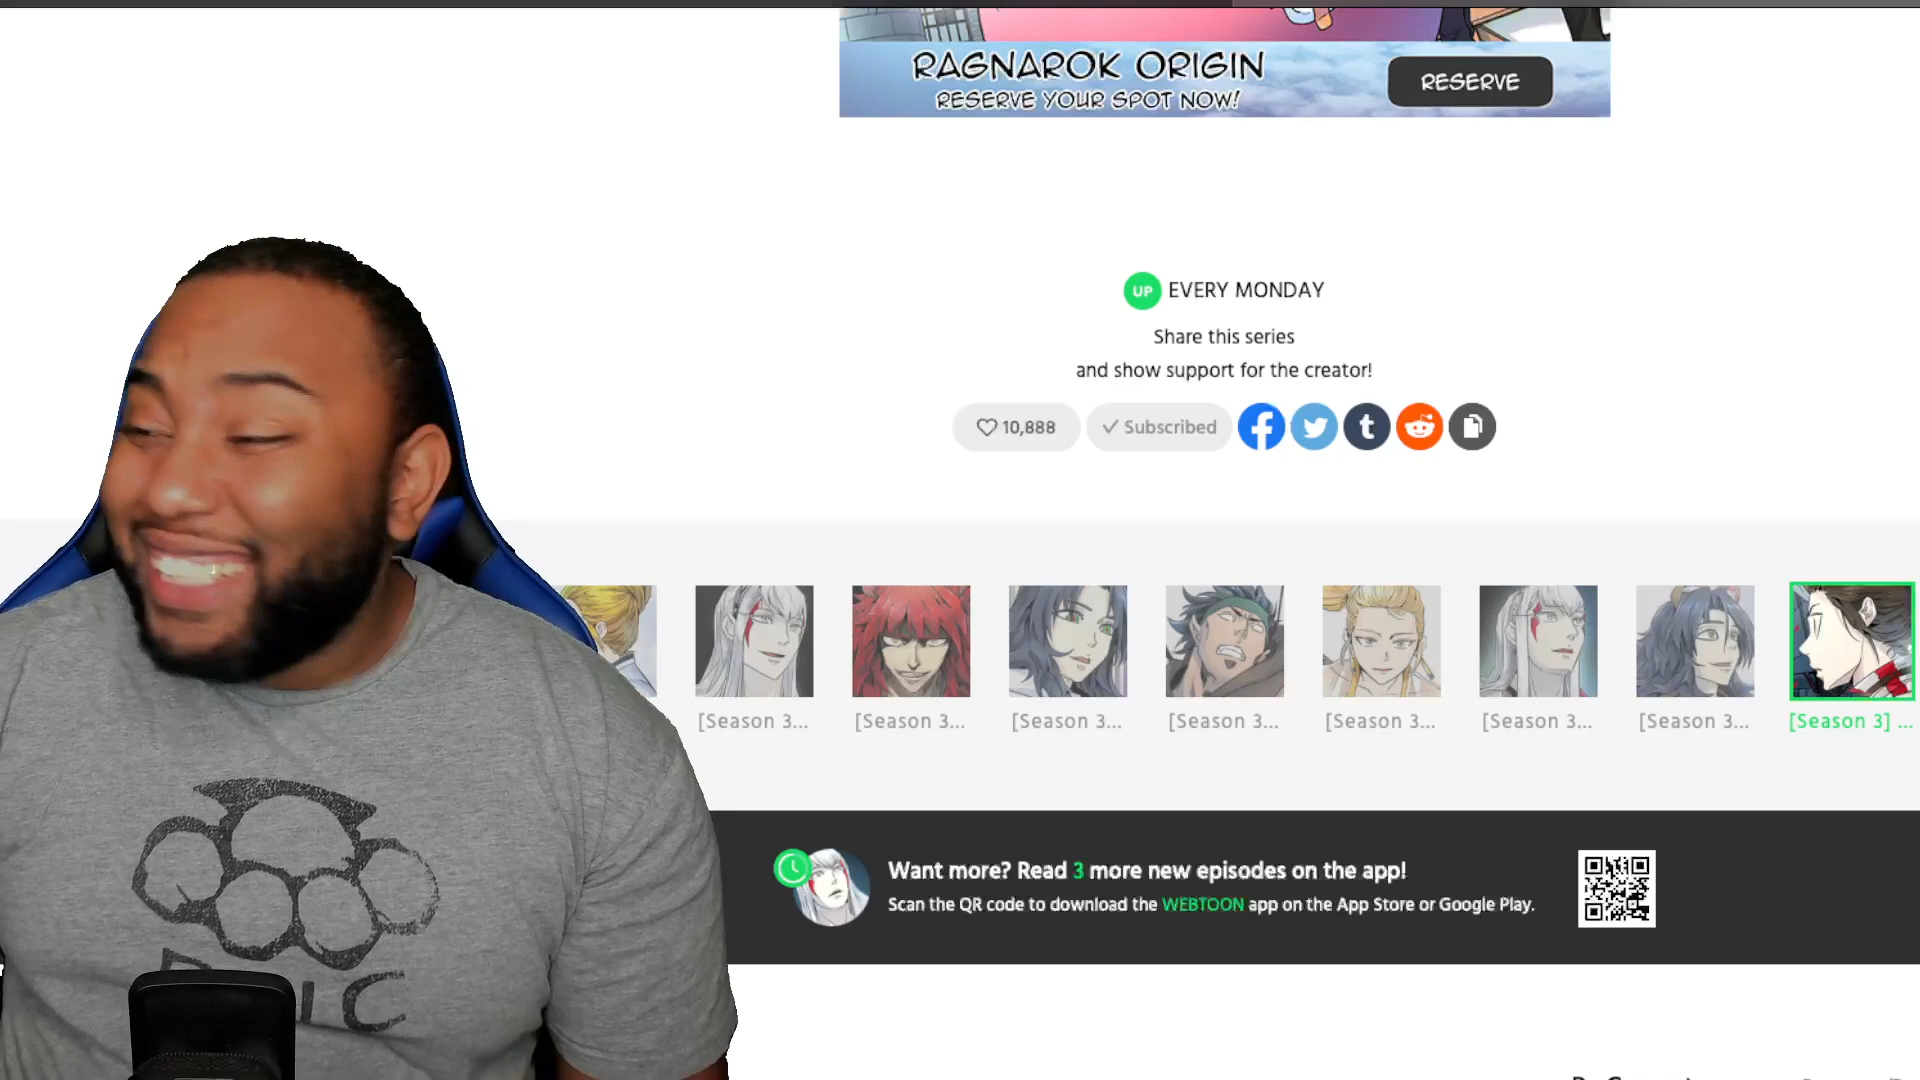 RAGNAROK ORIGIN
RESERVE YOUR SPOT NOW!
RESERVE
UP EVERY MONDAY
Share this series
and show support for the creator!
10,888
Subscribed
[Season 3...
[Season 3...
[Season 3...
[Season 3...
[Season 3...
[Season 3...
[Season 3...
[Season 3] ...
Want more? Read 3 more new episodes on the app!
Scan the QR code to download the WEBTOON app on the App Store or Google Play.